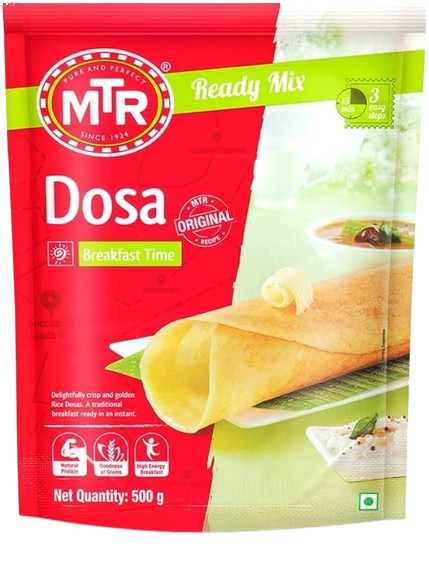 PURE AND PERFECT
MTR
®
SINCE 1924
Ready Mix
15
min
3
easy
steps
Dosa
MTR
ORIGINAL
RECIPE
Breakfast Time
Delightfully crisp and golden
Rice Dosas. A traditional
breakfast ready in an instant.
Natural
Protein
Goodness
of Grains
High Energy
Breakfast
Net Quantity: 500 g